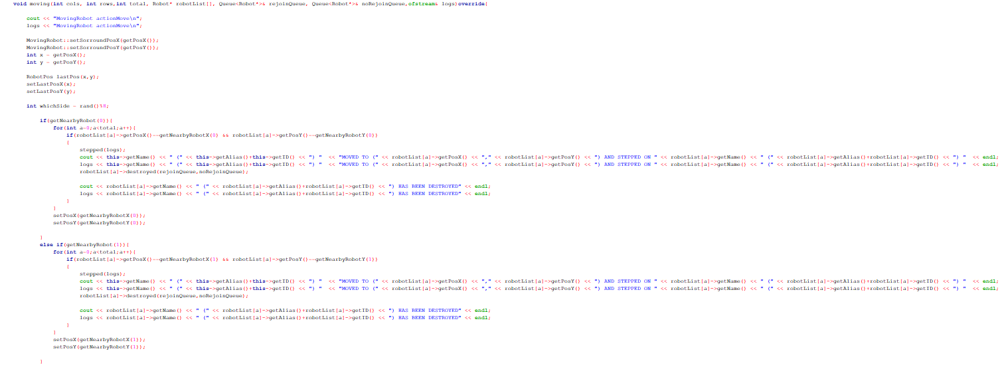 void moving(int cols, int rows,int total, Robot* robotList[], Queue<Robot*>& rejoinQueue, Queue<Robot*>& noRejoinQueue,ofstream& logs)override{
cout << "MovingRobot actionMove\n";
logs << "MovingRobot actionMove\n";
MovingRobot::setSorroundPosX(getPosX());
MovingRobot::setSorroundPosY(getPosY());
int x = getPosX();
int y = getPosY();
RobotPos lastPos(x,y);
setLastPosX(x);
setLastPosY(y);
int whichSide = rand()%8;
if(getNearbyRobot(0)){
for(int a=0;a<total;a++){
if(robotList[a]->getPosX()==getNearbyRobotX(0) && robotList[a]->getPosY()==getNearbyRobotY(0))
{
stepped(logs);
cout << this->getName() << " (" << this->getAlias()+this->getID() << ") "  << "MOVED TO (" << robotList[a]->getPosX() << "," << robotList[a]->getPosY() << ") AND STEPPED ON " << robotList[a]->getName() << " (" << robotList[a]->getAlias()+robotList[a]->getID() << ") "  << endl;
logs << this->getName() << " (" << this->getAlias()+this->getID() << ") "  << "MOVED TO (" << robotList[a]->getPosX() << "," << robotList[a]->getPosY() << ") AND STEPPED ON " << robotList[a]->getName() << " (" << robotList[a]->getAlias()+robotList[a]->getID() << ") "  << endl;
robotList[a]->destroyed(rejoinQueue,noRejoinQueue);
cout << robotList[a]->getName() << " (" << robotList[a]->getAlias()+robotList[a]->getID() << ") HAS BEEN DESTROYED" << endl;
logs << robotList[a]->getName() << " (" << robotList[a]->getAlias()+robotList[a]->getID() << ") HAS BEEN DESTROYED" << endl;
}
}
setPosX(getNearbyRobotX(0));
setPosY(getNearbyRobotY(0));
}
else if(getNearbyRobot(1)){
for(int a=0;a<total;a++){
if(robotList[a]->getPosX()==getNearbyRobotX(1) && robotList[a]->getPosY()==getNearbyRobotY(1))
{
stepped(logs);
cout << this->getName() << " (" << this->getAlias()+this->getID() << ") "  << "MOVED TO (" << robotList[a]->getPosX() << "," << robotList[a]->getPosY() << ") AND STEPPED ON " << robotList[a]->getName() << " (" << robotList[a]->getAlias()+robotList[a]->getID() << ") "  << endl;
logs << this->getName() << " (" << this->getAlias()+this->getID() << ") "  << "MOVED TO (" << robotList[a]->getPosX() << "," << robotList[a]->getPosY() << ") AND STEPPED ON " << robotList[a]->getName() << " (" << robotList[a]->getAlias()+robotList[a]->getID() << ") "  << endl;
robotList[a]->destroyed(rejoinQueue,noRejoinQueue);
cout << robotList[a]->getName() << " (" << robotList[a]->getAlias()+robotList[a]->getID() << ") HAS BEEN DESTROYED" << endl;
logs << robotList[a]->getName() << " (" << robotList[a]->getAlias()+robotList[a]->getID() << ") HAS BEEN DESTROYED" << endl;
}
}
setPosX(getNearbyRobotX(1));
setPosY(getNearbyRobotY(1));
}